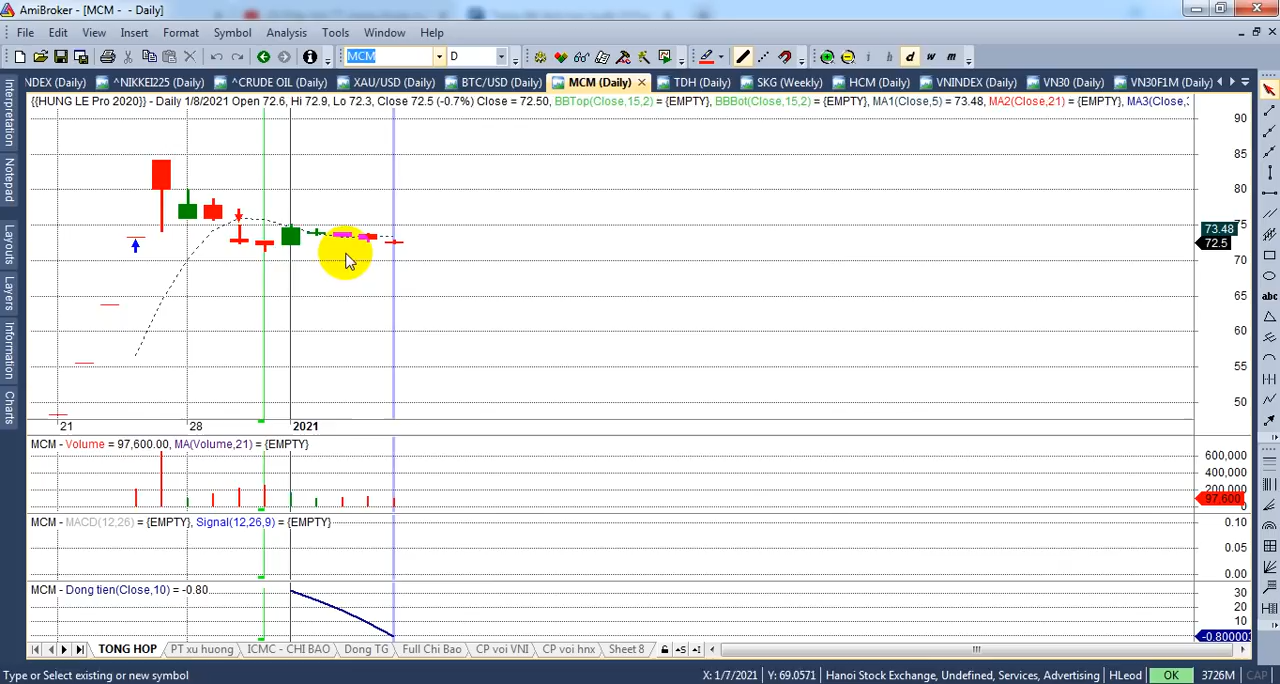 AmiBroker - [MCM - - Daily]
File Edit View Insert Format Symbol Analysis Tools Window Help
MCM D d w m
NDEX (Daily) ^NIKKEI225 (Daily) ^CRUDE OIL (Daily) XAU/USD (Daily) BTC/USD (Daily) MCM (Daily) TDH (Daily) SKG (Weekly) HCM (Daily) VNINDEX (Daily) VN30 (Daily) VN30F1M (Daily)
{{HUNG LE Pro 2020}} - Daily 1/8/2021 Open 72.6, Hi 72.9, Lo 72.3, Close 72.5 (-0.7%) Close = 72.50, BBTop(Close,15,2) = {EMPTY}, BBBot(Close,15,2) = {EMPTY}, MA1(Close,5) = 73.48, MA2(Close,21) = {EMPTY}, MA3(Close,
Interpretation
Notepad
Layouts
Layers
Information
Charts
90
85
80
75
73.48
72.5
70
65
60
55
50
abc
21 28 2021
MCM - Volume = 97,600.00, MA(Volume,21) = {EMPTY}
600,000
400,000
200,000
97,600
0
MCM - MACD(12,26) = {EMPTY}, Signal(12,26,9) = {EMPTY}
0.10
0.05
0.00
MCM - Dong tien(Close,10) = -0.80
30
20
10
TONG HOP PT xu huong ICMC - CHI BAO Dong TG Full Chi Bao CP voi VNI CP voi hnx Sheet 8
Type or Select existing or new symbol X: 1/7/2021 Y: 69.0571 Hanoi Stock Exchange, Undefined, Services, Advertising HLeod OK 3726M CAP